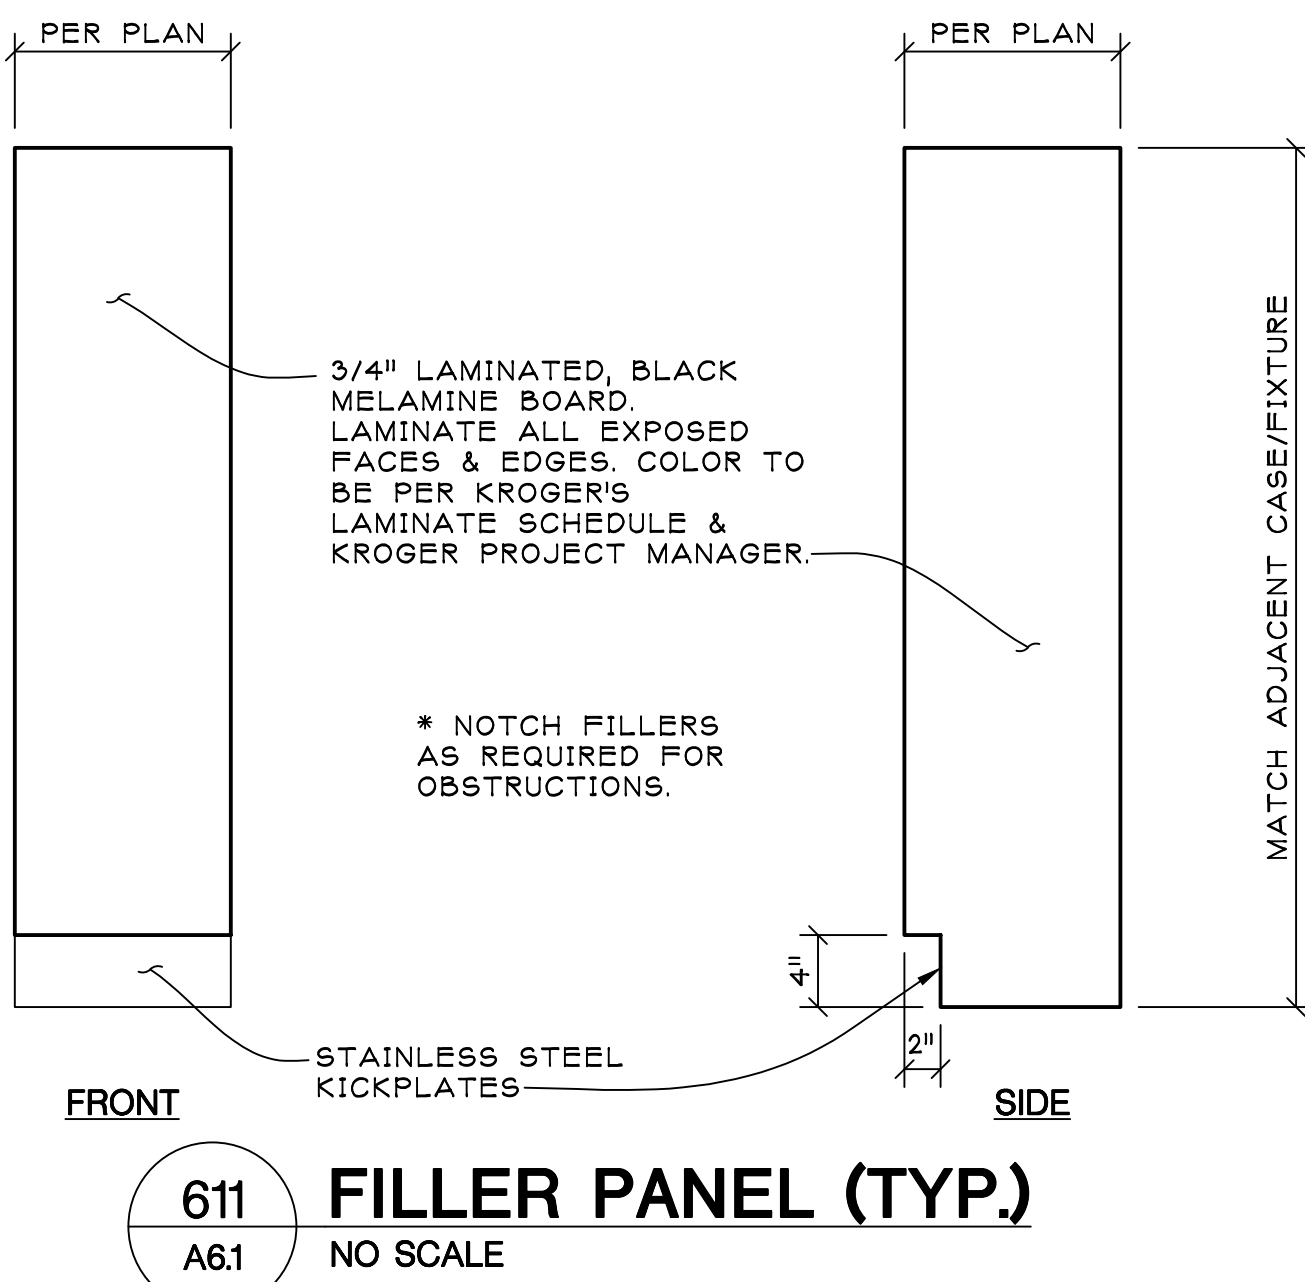 PER PLAN
PER PLAN
3/4" LAMINATED, BLACK
MELAMINE BOARD.
LAMINATE ALL EXPOSED
FACES & EDGES. COLOR TO
BE PER KROGER'S
LAMINATE SCHEDULE &
KROGER PROJECT MANAGER.
MATCH ADJACENT CASE/FIXTURE
* NOTCH FILLERS
AS REQUIRED FOR
OBSTRUCTIONS.
4"
2"
STAINLESS STEEL
KICKPLATES
FRONT
SIDE
611
FILLER PANEL (TYP.)
A6.1
NO SCALE